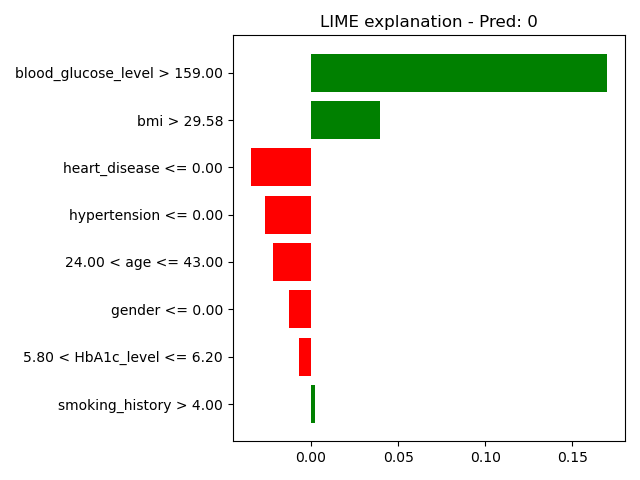 LIME explanation - Pred: 0
blood_glucose_level > 159.00
bmi > 29.58
heart_disease <= 0.00
hypertension <= 0.00
24.00 < age <= 43.00
gender <= 0.00
5.80 < HbA1c_level <= 6.20
smoking_history > 4.00
0.00 0.05 0.10 0.15